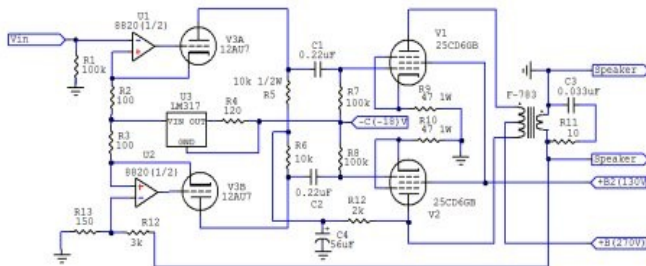 U1
8820(1/2)
Vin
R1
100k
V3A
12AU7
C1
0.22uF
V1
25CD6GB
10k 1/2W
R5
R7
100k
R9
47 1W
F-783
Speaker
C3
0.033uF
R11
10
R2
100
U3
LM317
VIN OUT
GND
R4
120
-C(-18)V
R10
47 1W
R3
100
U2
8820(1/2)
R6
10k
R8
100k
Speaker
V3B
12AU7
0.22uF
C2
R12
2k
25CD6GB
V2
+B2(130V)
R13
150
R12
3k
C4
56uF
+B(270V)